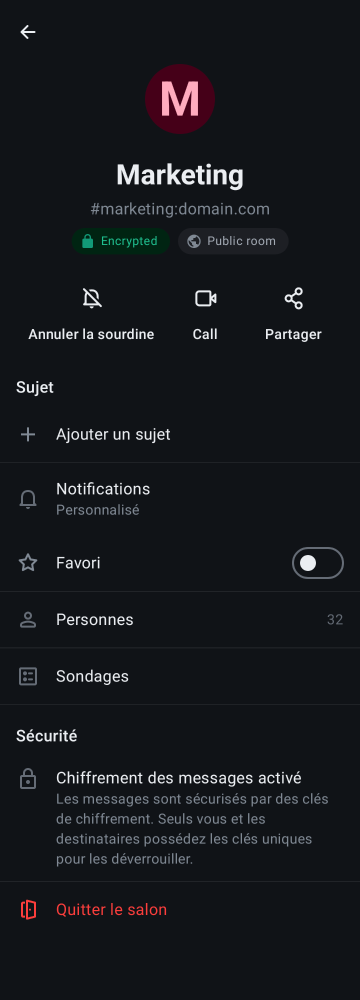 M
Marketing
#marketing:domain.com
Encrypted Public room
Annuler la sourdine Call Partager
Sujet
Ajouter un sujet
Notifications
Personnalisé
Favori
Personnes 32
Sondages
Sécurité
Chiffrement des messages activé
Les messages sont sécurisés par des clés
de chiffrement. Seuls vous et les
destinataires possédez les clés uniques
pour les déverrouiller.
Quitter le salon